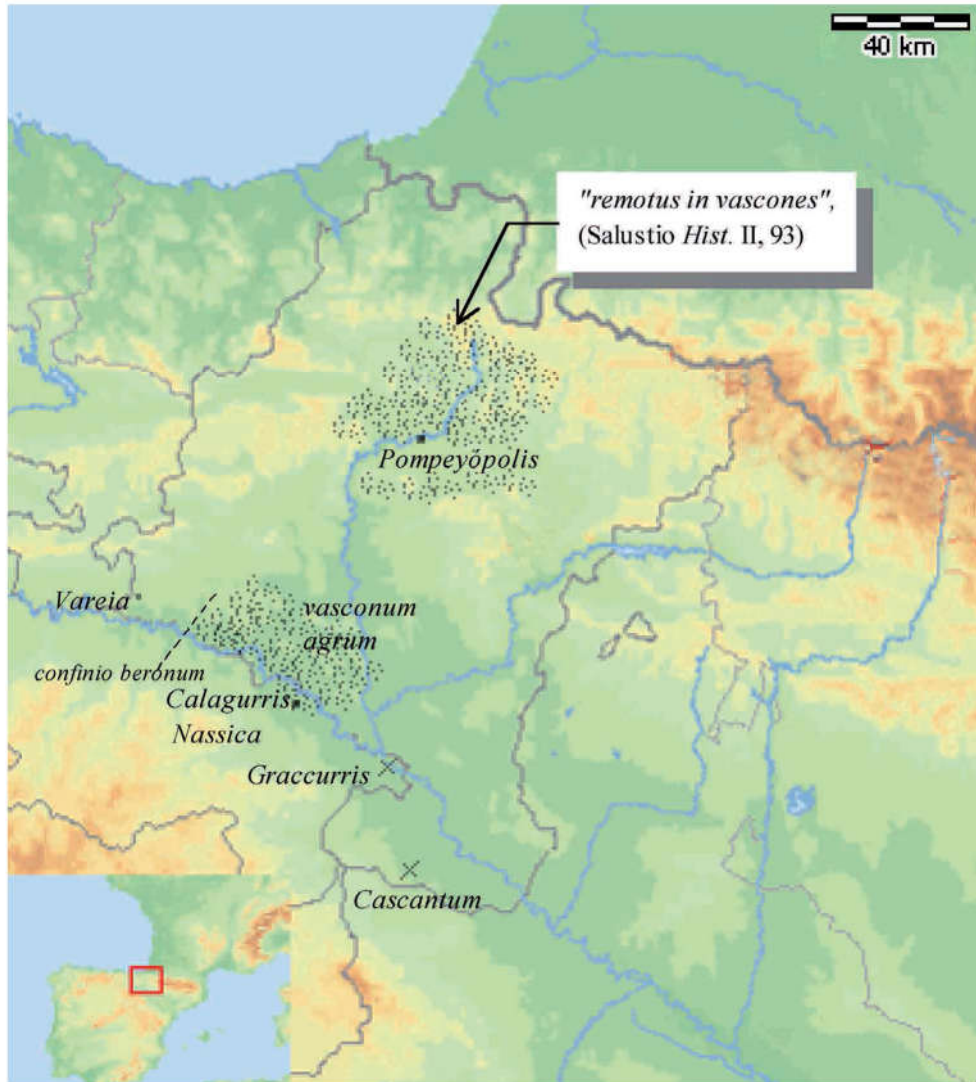 40 km
"remotus in vascones",
(Salustio Hist. II, 93)
Pompeyópolis
Vareia
vasconum
agrum
confinio beronum
Calagurris
Nassica
Graccurris
Cascantum